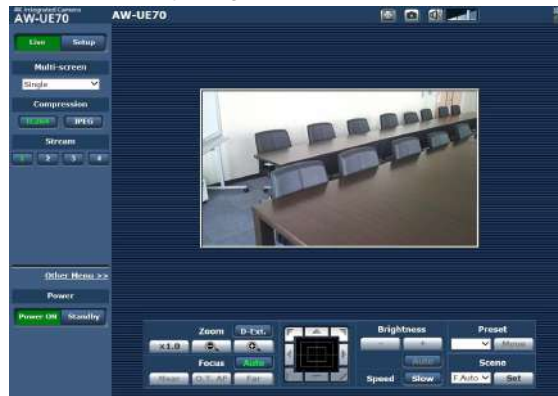 4K Integrated Camera
AW-UE70
AW-UE70
Live Setup
Multi-screen
Single
Compression
H.264 JPEG
Stream
1 2 3 4
Other Menu >>
Power
Power ON Standby
Zoom D-Ext.
x1.0
Focus Auto
Near O.T. AF Far
Brightness
- +
Auto
Speed Slow
Preset
Move
Scene
F.Auto Set